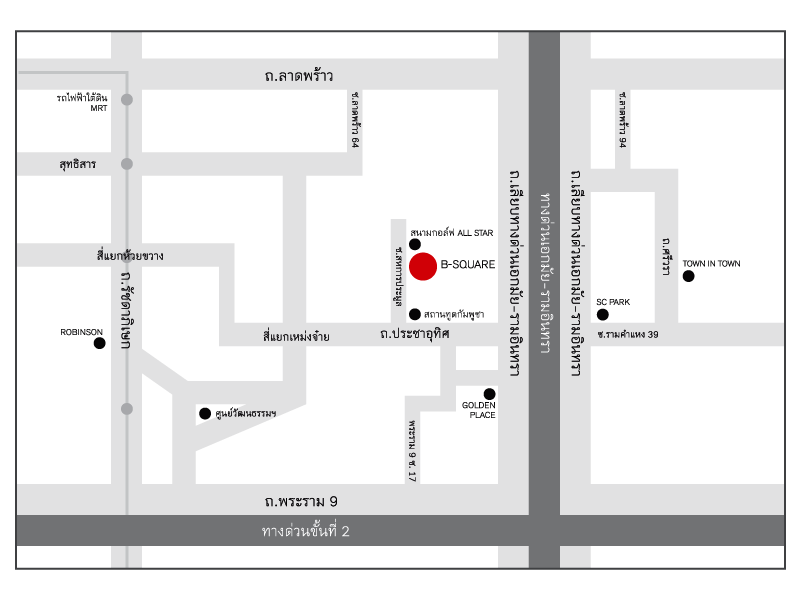 ถ.ลาดพร้าว
รถไฟฟ้าใต้ดิน
MRT
ซ.ลาดพร้าว 64
ซ.ลาดพร้าว 94
สุทธิสาร
ถ.เลียบทางด่วนเอกมัย-รามอินทรา
ทางด่วนเอกมัย-รามอินทรา
ถ.เลียบทางด่วนเอกมัย-รามอินทรา
สนามกอล์ฟ ALL STAR
สี่แยกห้วยขวาง
ซ.สหการประมูล
B-SQUARE
ถ.ศรีวรา
TOWN IN TOWN
ถ.รัชดาภิเษก
SC PARK
สถานทูตกัมพูชา
ROBINSON
สี่แยกเหม่งจ๋าย
ถ.ประชาอุทิศ
ซ.รามคำแหง 39
GOLDEN
PLACE
ศูนย์วัฒนธรรมฯ
พระราม 9 ซ. 17
ถ.พระราม 9
ทางด่วนขั้นที่ 2